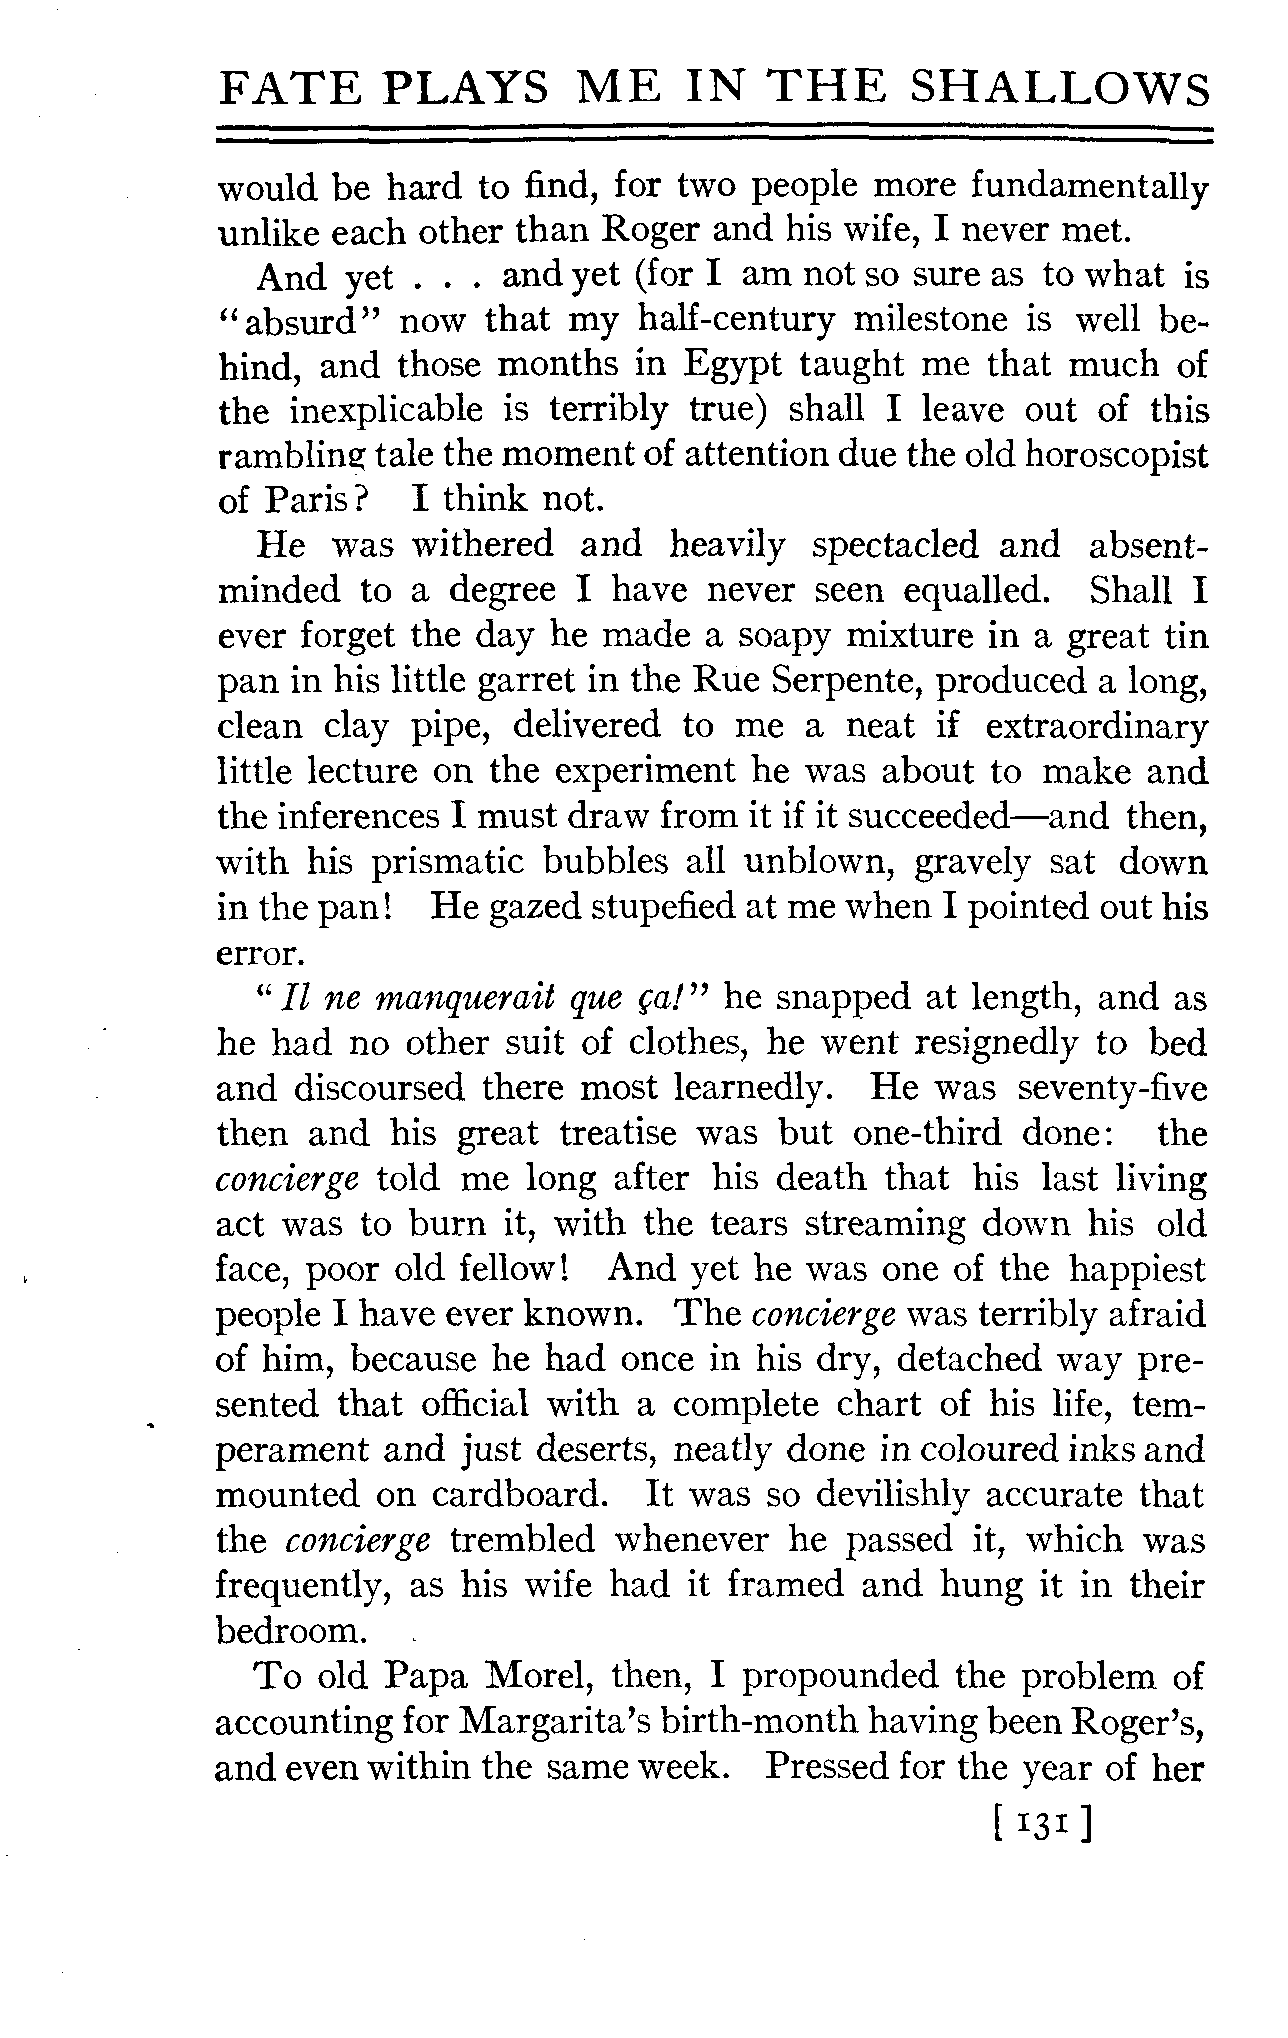 FATE PLAYS ME IN THE SHALLOWS
would be hard to find, for two people more fundamentally
unlike each other than Roger and his wife, I never met.
And yet . . . and yet (for I am not so sure as to what is
"absurd" now that my half-century milestone is well be-
hind, and those months in Egypt taught me that much of
the inexplicable is terribly true) shall I leave out of this
rambling tale the moment of attention due the old horoscopist
of Paris? I think not.
He was withered and heavily spectacled and absent-
minded to a degree I have never seen equalled. Shall I
ever forget the day he made a soapy mixture in a great tin
pan in his little garret in the Rue Serpente, produced a long,
clean clay pipe, delivered to me a neat if extraordinary
little lecture on the experiment he was about to make and
the inferences I must draw from it if it succeeded—and then,
with his prismatic bubbles all unblown, gravely sat down
in the pan! He gazed stupefied at me when I pointed out his
error.
"Il ne manquerait que ça!" he snapped at length, and as
he had no other suit of clothes, he went resignedly to bed
and discoursed there most learnedly. He was seventy-five
then and his great treatise was but one-third done: the
concierge told me long after his death that his last living
act was to burn it, with the tears streaming down his old
face, poor old fellow! And yet he was one of the happiest
people I have ever known. The concierge was terribly afraid
of him, because he had once in his dry, detached way pre-
sented that official with a complete chart of his life, tem-
perament and just deserts, neatly done in coloured inks and
mounted on cardboard. It was so devilishly accurate that
the concierge trembled whenever he passed it, which was
frequently, as his wife had it framed and hung it in their
bedroom.
To old Papa Morel, then, I propounded the problem of
accounting for Margarita's birth-month having been Roger's,
and even within the same week. Pressed for the year of her
[ 131 ]